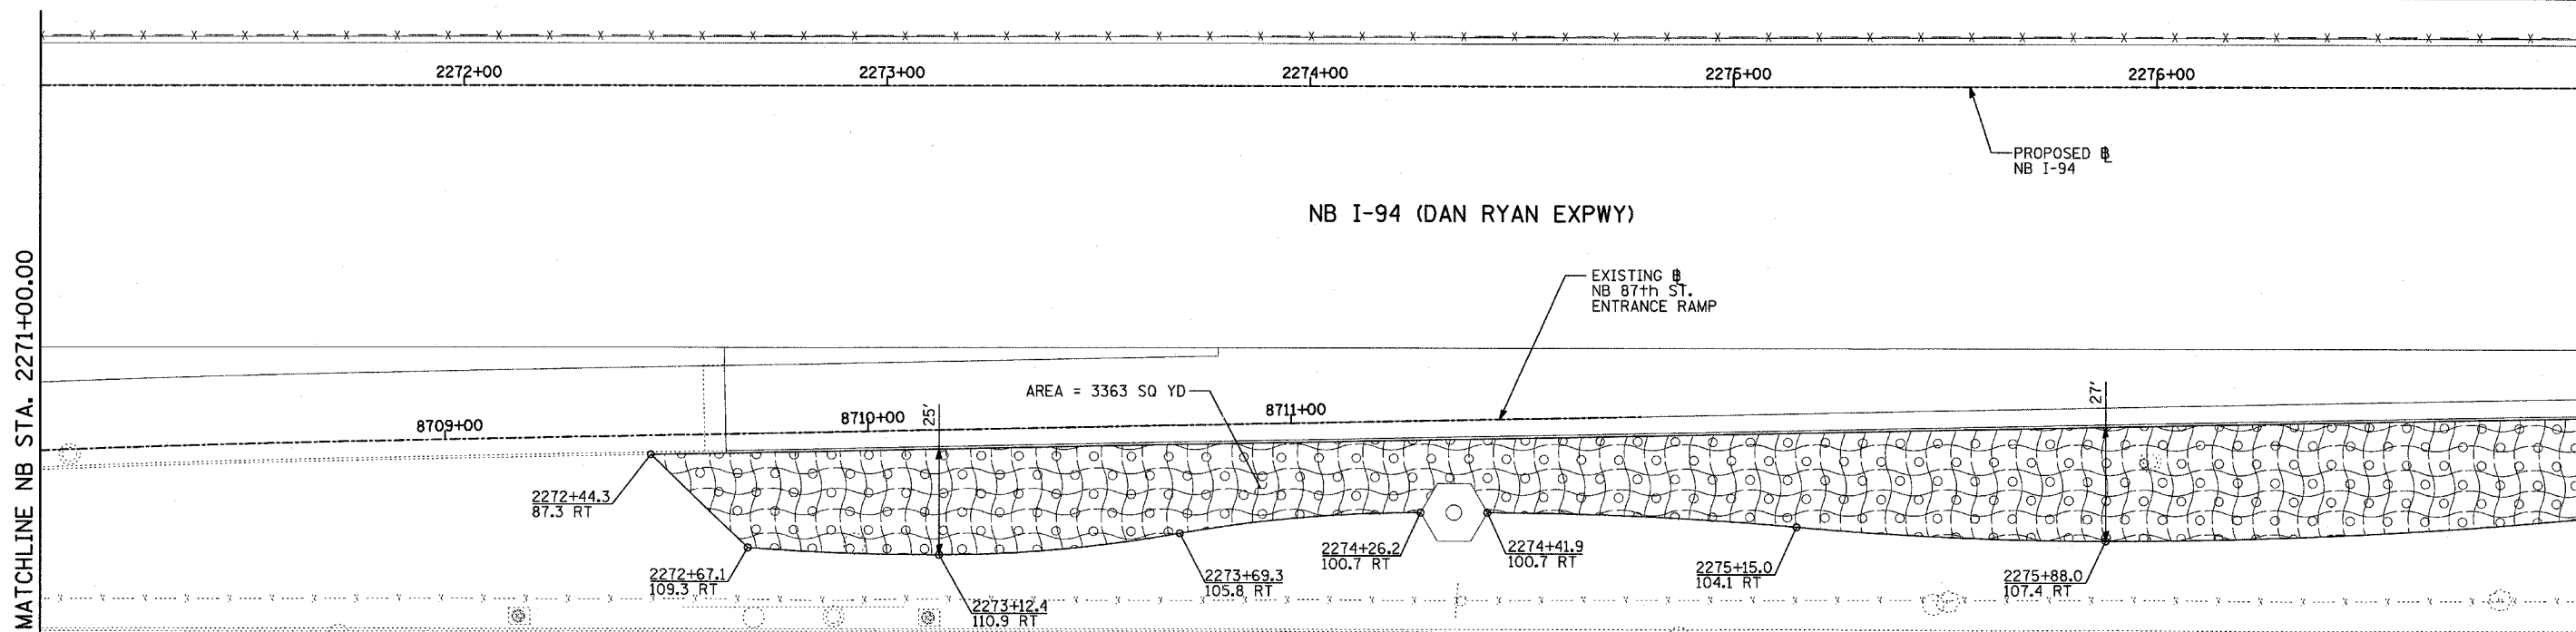 2272+00
2273+00
2274+00
2275+00
2276+00
PROPOSED ℄
NB I-94
NB I-94 (DAN RYAN EXPWY)
MATCHLINE NB STA. 2271+00.00
EXISTING ℄
NB 87th ST.
ENTRANCE RAMP
AREA = 3363 SQ YD
8709+00
8710+00
8711+00
25'
27'
2272+44.3
87.3 RT
2272+67.1
109.3 RT
2273+12.4
110.9 RT
2273+69.3
105.8 RT
2274+26.2
100.7 RT
2274+41.9
100.7 RT
2275+15.0
104.1 RT
2275+88.0
107.4 RT